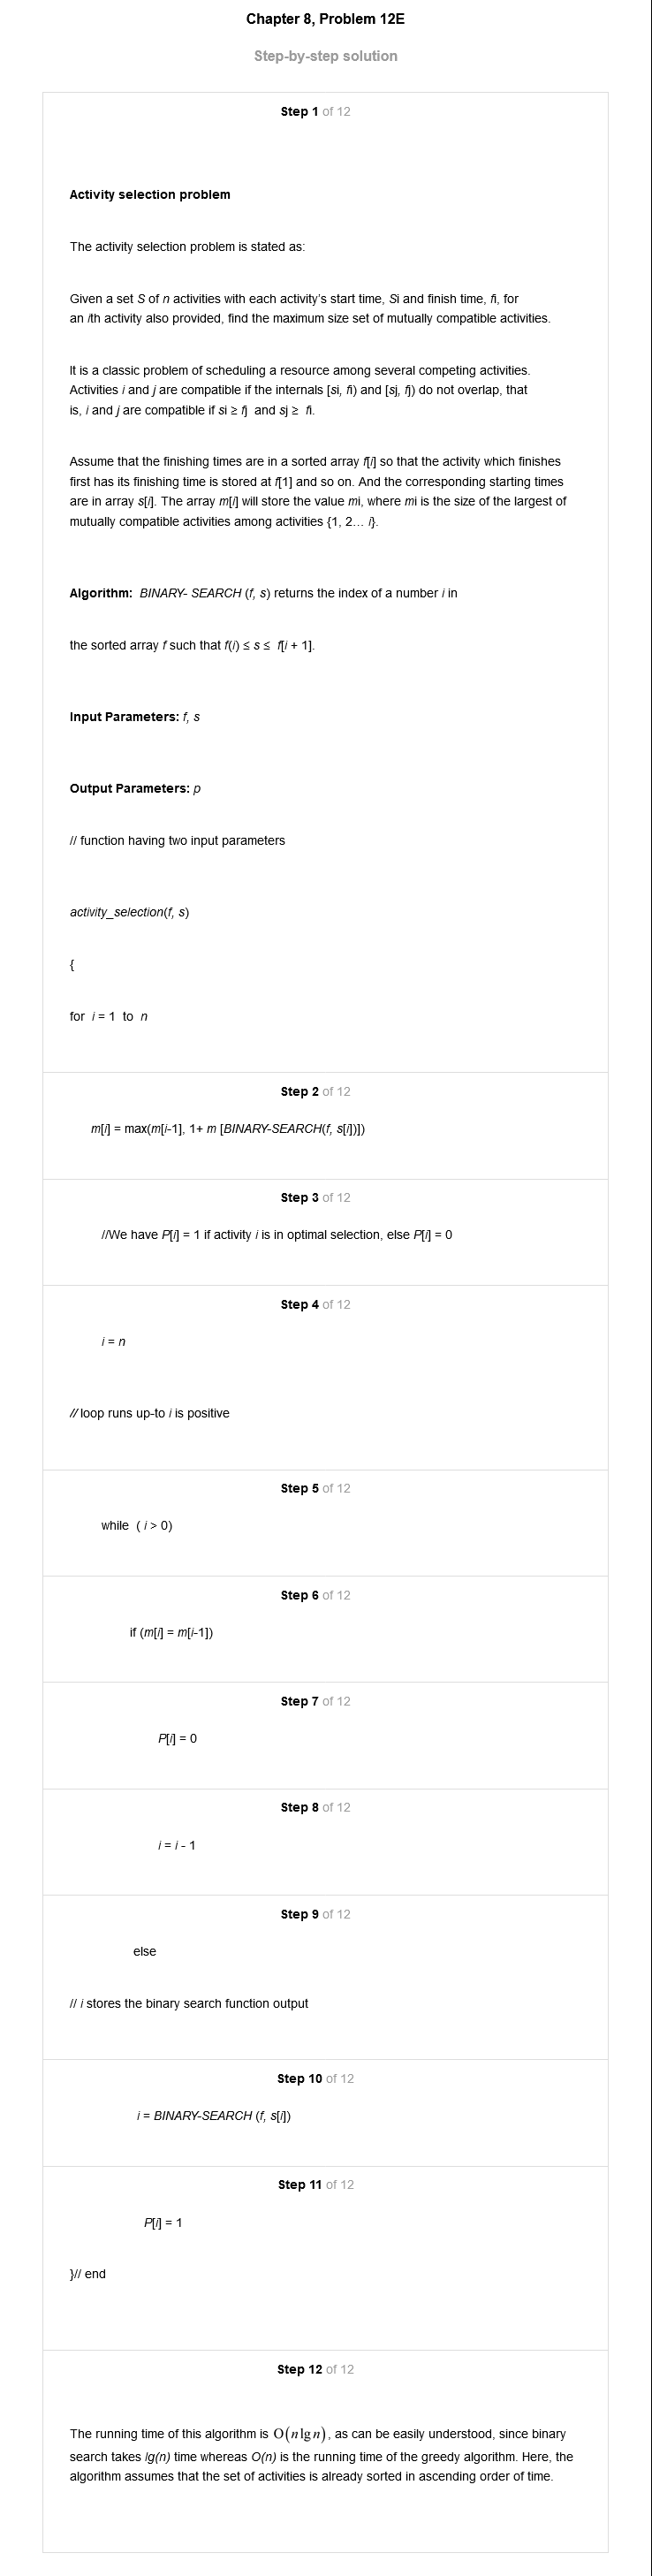 Chapter 8, Problem 12E
Step-by-step solution
Step 1 of 12
Activity selection problem
The activity selection problem is stated as:
Given a set S of n activities with each activity's start time, Si and finish time, fi, for
an ith activity also provided, find the maximum size set of mutually compatible activities.
It is a classic problem of scheduling a resource among several competing activities.
Activities i and j are compatible if the internals [si, fi) and [sj, fj) do not overlap, that
is, i and j are compatible if si ≥ fj and sj ≥ fi.
Assume that the finishing times are in a sorted array f[i] so that the activity which finishes
first has its finishing time is stored at f[1] and so on. And the corresponding starting times
are in array s[i]. The array m[i] will store the value mi, where mi is the size of the largest of
mutually compatible activities among activities {1, 2… i}.
Algorithm: BINARY- SEARCH (f, s) returns the index of a number i in
the sorted array f such that f(i) ≤ s ≤ f[i + 1].
Input Parameters: f, s
Output Parameters: p
// function having two input parameters
activity_selection(f, s)
{
for i = 1 to n
Step 2 of 12
m[i] = max(m[i-1], 1+ m [BINARY-SEARCH(f, s[i])])
Step 3 of 12
//We have P[i] = 1 if activity i is in optimal selection, else P[i] = 0
Step 4 of 12
i = n
// loop runs up-to i is positive
Step 5 of 12
while ( i > 0)
Step 6 of 12
if (m[i] = m[i-1])
Step 7 of 12
P[i] = 0
Step 8 of 12
i = i - 1
Step 9 of 12
else
// i stores the binary search function output
Step 10 of 12
i = BINARY-SEARCH (f, s[i])
Step 11 of 12
P[i] = 1
}// end
Step 12 of 12
The running time of this algorithm is O(n lg n), as can be easily understood, since binary
search takes lg(n) time whereas O(n) is the running time of the greedy algorithm. Here, the
algorithm assumes that the set of activities is already sorted in ascending order of time.